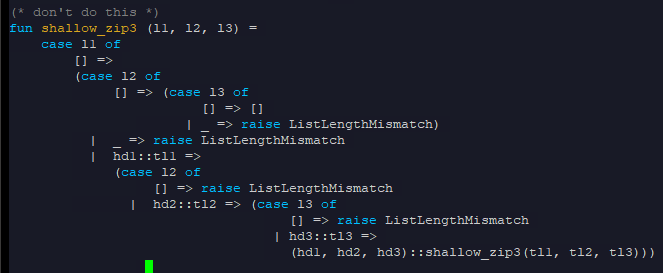 (* don't do this *)
fun shallow_zip3 (l1, l2, l3) =
    case l1 of
        [] =>
        (case l2 of
             [] => (case l3 of
                        [] => []
                      | _ => raise ListLengthMismatch)
          | _ => raise ListLengthMismatch
          | hd1::tl1 =>
             (case l2 of
                  [] => raise ListLengthMismatch
               | hd2::tl2 => (case l3 of
                                   [] => raise ListLengthMismatch
                                 | hd3::tl3 =>
                                   (hd1, hd2, hd3)::shallow_zip3(tl1, tl2, tl3)))